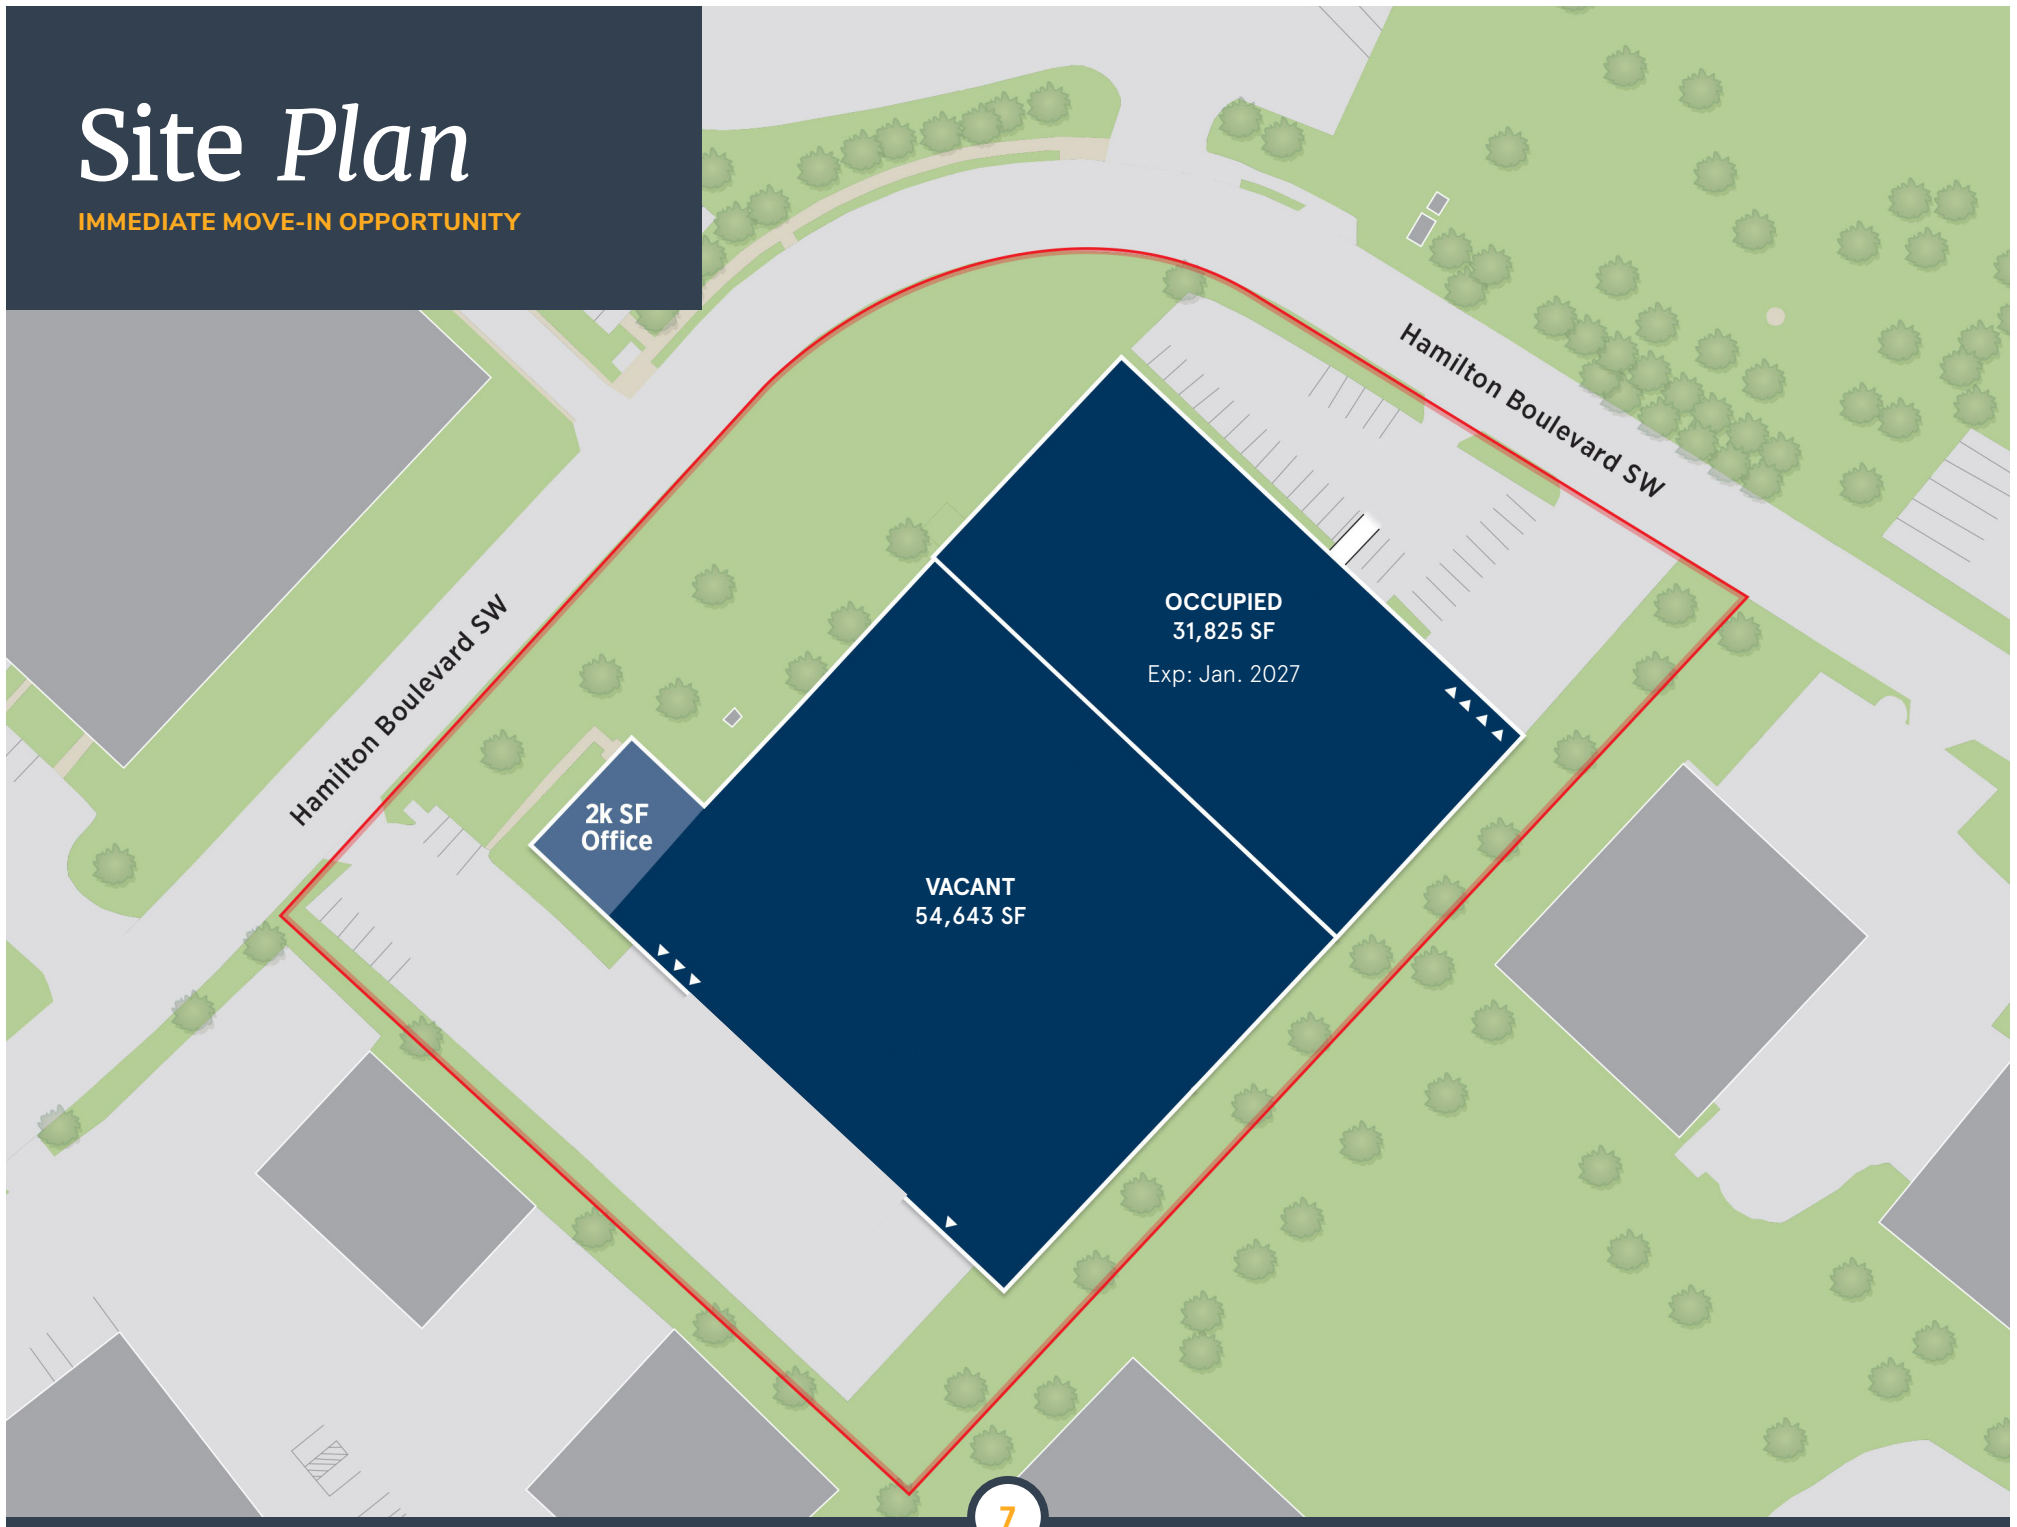 Site Plan
IMMEDIATE MOVE-IN OPPORTUNITY
Hamilton Boulevard SW
Hamilton Boulevard SW
OCCUPIED
31,825 SF
Exp: Jan. 2027
2k SF
Office
VACANT
54,643 SF
7